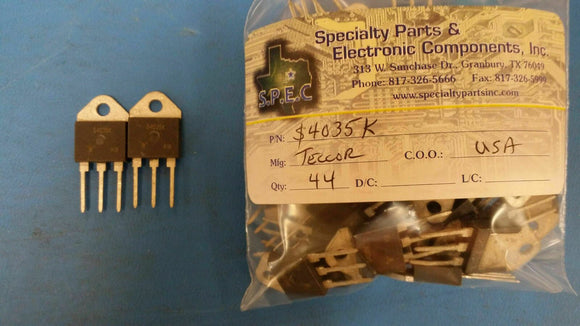 Specialty Parts &
Electronic Components, Inc.
313 W. Sunchase Dr., Granbury, TX 76049
Phone: 817-326-5666 Fax: 817-326-5999
www.specialtypartsinc.com
S.P.E.C
P/N: S4035K
Mfg: TECCOR C.O.O.: USA
Qty: 44 D/C: L/C: